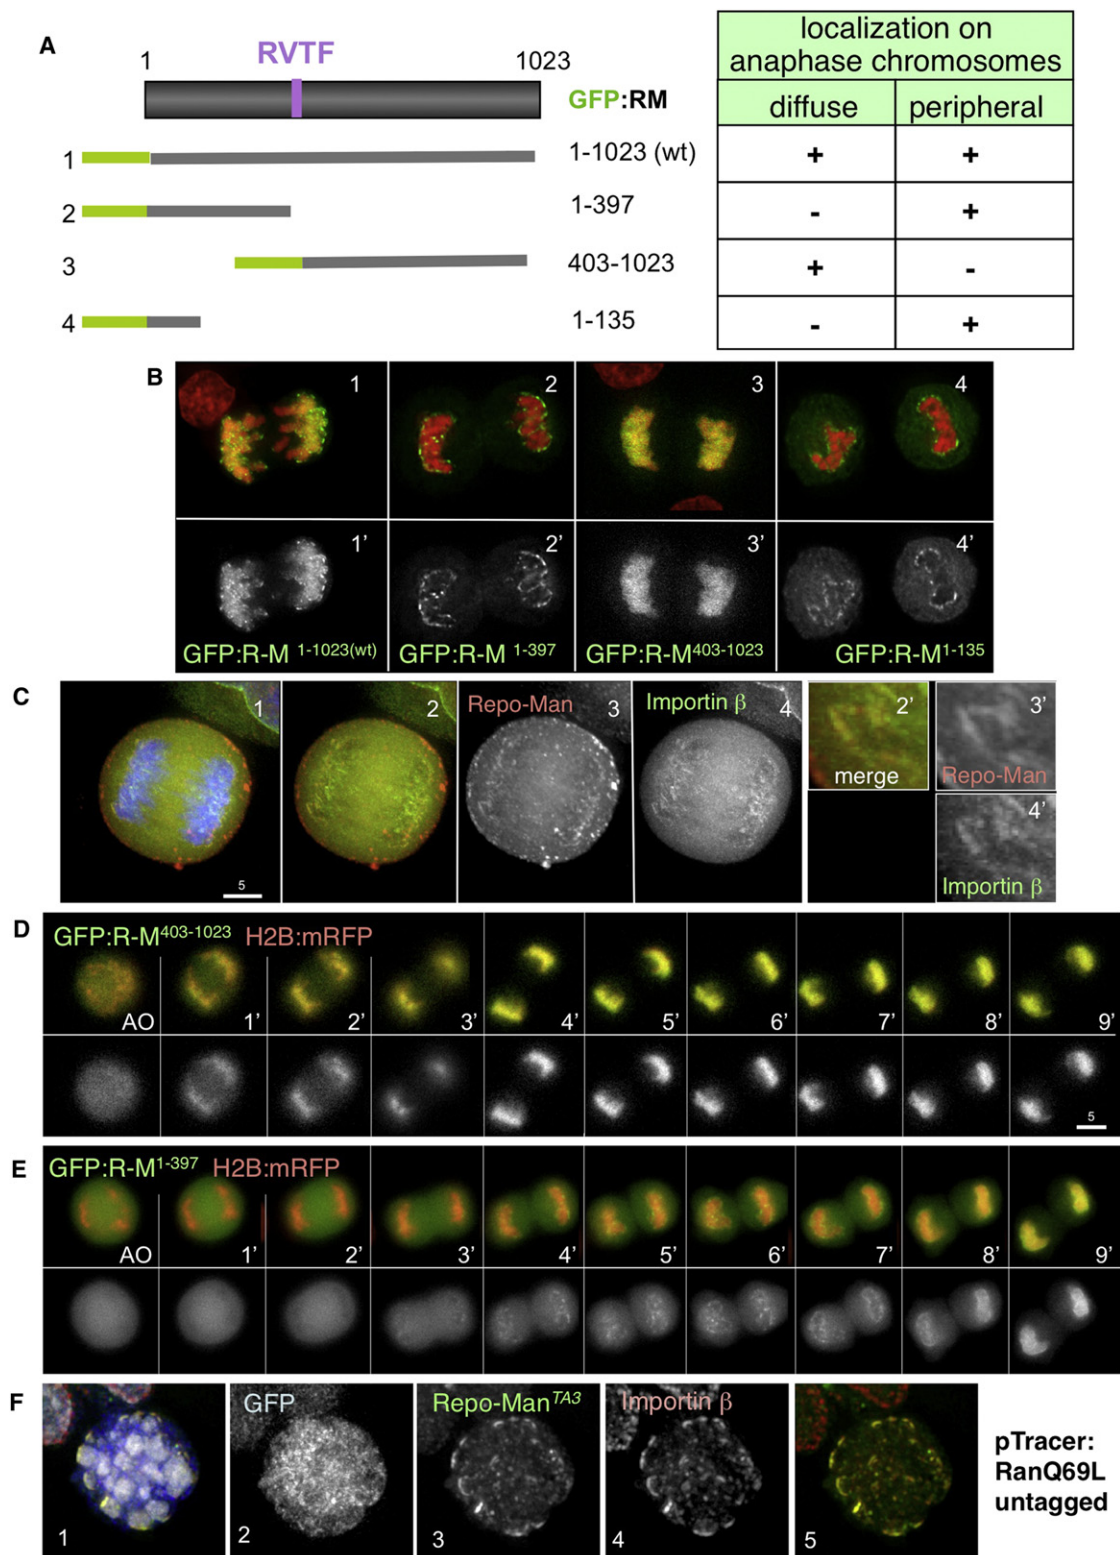 A
RVTF
1
1023
GFP:RM
1 1-1023 (wt)
2 1-397
3 403-1023
4 1-135
localization on
anaphase chromosomes
diffuse peripheral
+ +
- +
+ -
- +
B
1 2 3 4
1' 2' 3' 4'
GFP:R-M 1-1023(wt) GFP:R-M 1-397 GFP:R-M403-1023 GFP:R-M1-135
C
1 2 Repo-Man 3 Importin β 4 2' 3'
merge Repo-Man
4'
Importin β
5
D
GFP:R-M403-1023 H2B:mRFP
AO 1' 2' 3' 4' 5' 6' 7' 8' 9'
5
E
GFP:R-M1-397 H2B:mRFP
AO 1' 2' 3' 4' 5' 6' 7' 8' 9'
F
GFP Repo-ManTA3 Importin β
1 2 3 4 5
pTracer:
RanQ69L
untagged